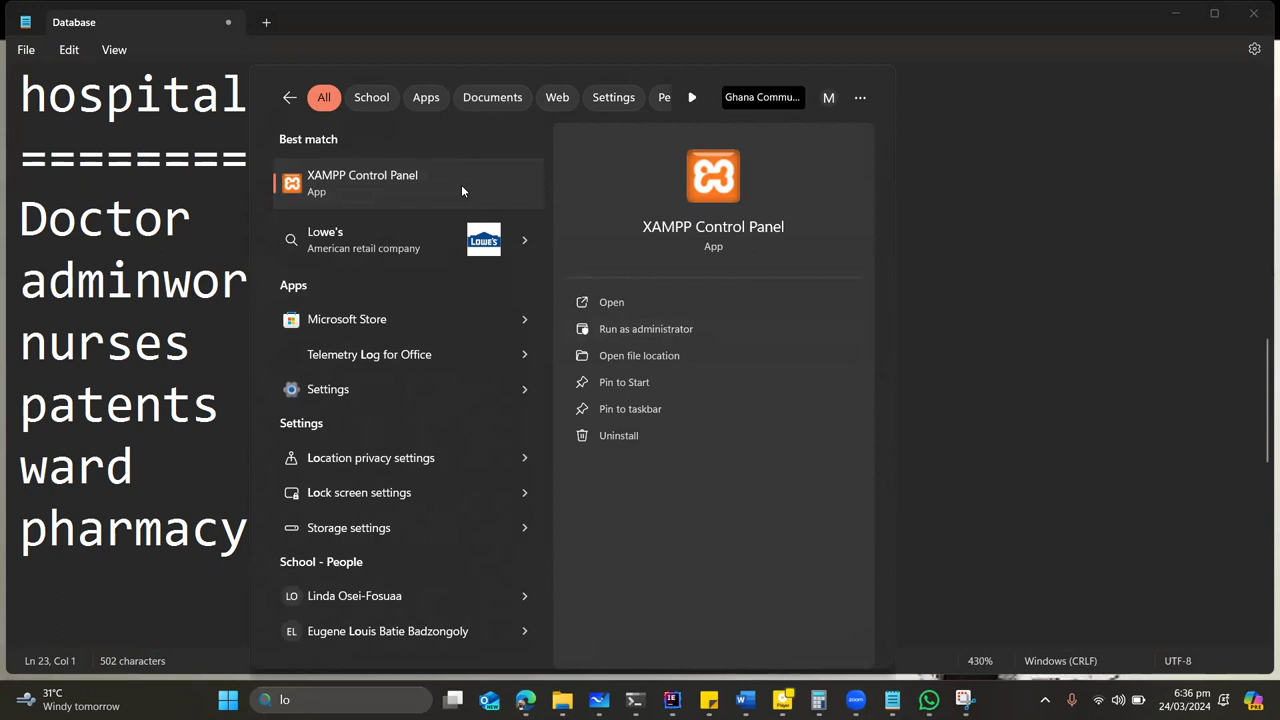 Database
File Edit View
hospital
========
Doctor
adminwor
nurses
patents
ward
pharmacy
All School Apps Documents Web Settings Pe Ghana Commu... M
Best match
XAMPP Control Panel
App
Lowe's
American retail company
LOWE'S
Apps
Microsoft Store
Telemetry Log for Office
Settings
Settings
Location privacy settings
Lock screen settings
Storage settings
School - People
LO Linda Osei-Fosuaa
EL Eugene Louis Batie Badzongoly
XAMPP Control Panel
App
Open
Run as administrator
Open file location
Pin to Start
Pin to taskbar
Uninstall
Ln 23, Col 1 502 characters 430% Windows (CRLF) UTF-8
31°C
Windy tomorrow
lo
6:36 pm
24/03/2024